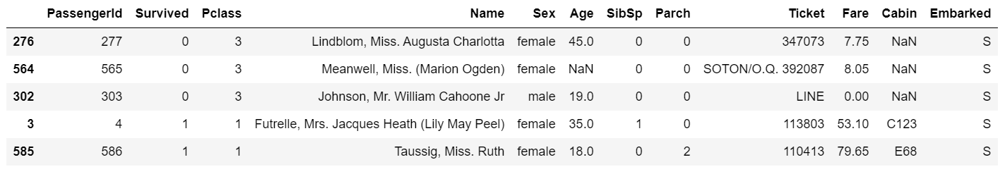 PassengerId Survived Pclass Name Sex Age SibSp Parch Ticket Fare Cabin Embarked
276 277 0 3 Lindblom, Miss. Augusta Charlotta female 45.0 0 0 347073 7.75 NaN S
564 565 0 3 Meanwell, Miss. (Marion Ogden) female NaN 0 0 SOTON/O.Q. 392087 8.05 NaN S
302 303 0 3 Johnson, Mr. William Cahoone Jr male 19.0 0 0 LINE 0.00 NaN S
3 4 1 1 Futrelle, Mrs. Jacques Heath (Lily May Peel) female 35.0 1 0 113803 53.10 C123 S
585 586 1 1 Taussig, Miss. Ruth female 18.0 0 2 110413 79.65 E68 S